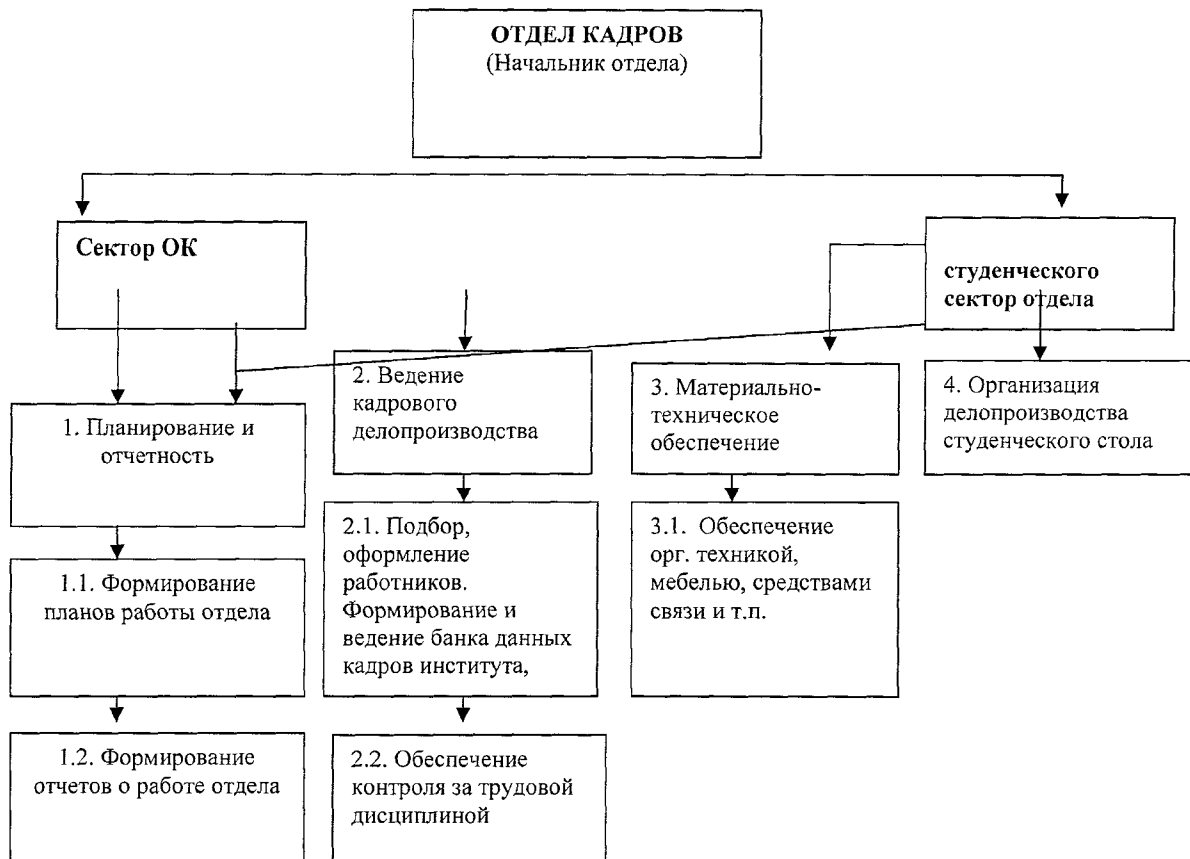 ОТДЕЛ КАДРОВ
(Начальник отдела)
Сектор ОК
студенческого
сектор отдела
1. Планирование и
отчетность
2. Ведение
кадрового
делопроизводства
3. Материально-
техническое
обеспечение
4. Организация
делопроизводства
студенческого стола
1.1. Формирование
планов работы отдела
2.1. Подбор,
оформление
работников.
Формирование и
ведение банка данных
кадров института,
3.1. Обеспечение
орг. техникой,
мебелью, средствами
связи и т.п.
1.2. Формирование
отчетов о работе отдела
2.2. Обеспечение
контроля за трудовой
дисциплиной